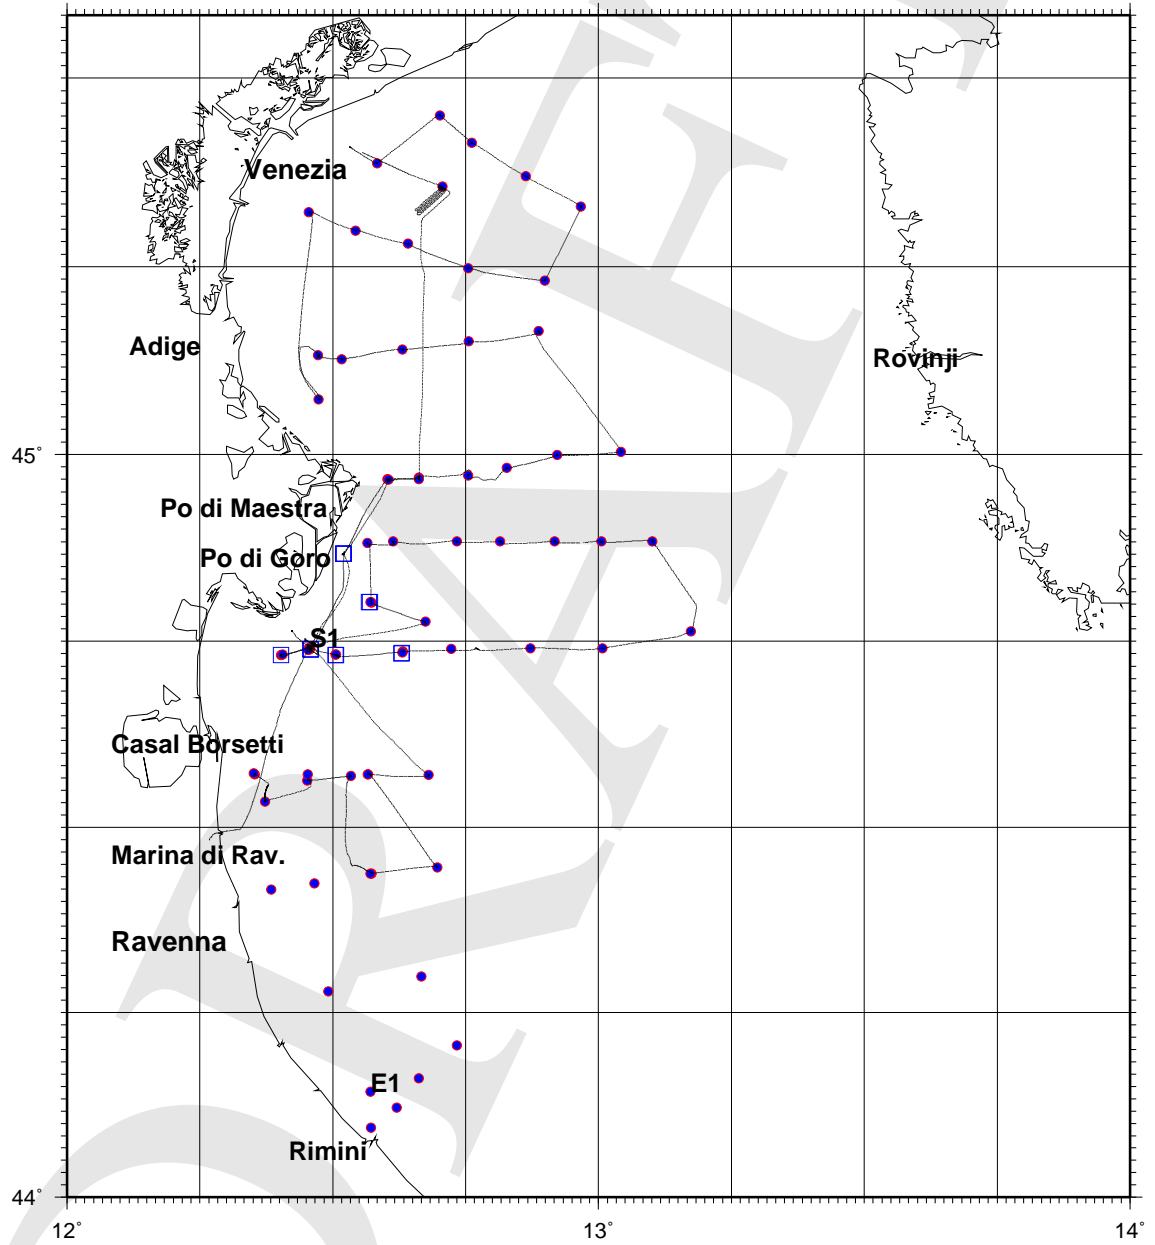 Venezia
Adige
Rovinji
45°
Po di Maestra
Po di Goro
S1
Casal Borsetti
Marina di Rav.
Ravenna
E1
Rimini
44°
12°
13°
14°
DRAFT